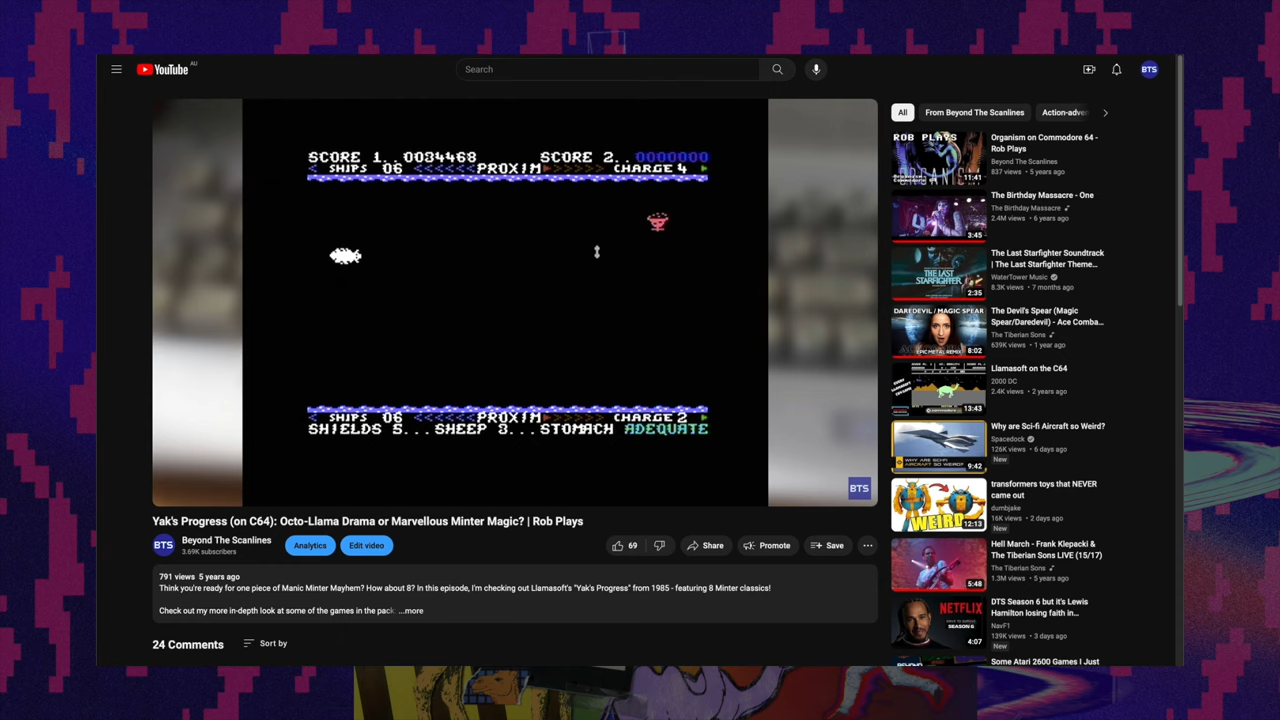 YouTube AU
Search
BTS
SCORE 1..0034468 SCORE 2..0000000
< SHIPS 06 <<<<<<PROXIM>>>>>> CHARGE 4
SHIPS 06 <<<<<<PROXIM>>>>>> CHARGE 2
SHIELDS 5...SHEEP 3...STOMACH ADEQUATE
BTS
Yak's Progress (on C64): Octo-Llama Drama or Marvellous Minter Magic? | Rob Plays
BTS
Beyond The Scanlines
3.69K subscribers
Analytics
Edit video
69
Share
Promote
Save
791 views 5 years ago
Think you're ready for one piece of Manic Minter Mayhem? How about 8? In this episode, I'm checking out Llamasoft's "Yak's Progress" from 1985 - featuring 8 Minter classics!
Check out my more in-depth look at some of the games in the pack: ...more
24 Comments
Sort by
All
From Beyond The Scanlines
Action-adve
ROB PLAYS
ORGANISM
11:41
Organism on Commodore 64 -
Rob Plays
Beyond The Scanlines
837 views • 5 years ago
3:45
The Birthday Massacre - One
The Birthday Massacre
2.4M views • 6 years ago
THE LAST
STARFIGHTER
2:35
The Last Starfighter Soundtrack
| The Last Starfighter Theme...
WaterTower Music
8.3K views • 7 months ago
DAREDEVIL / MAGIC SPEAR
EPIC METAL REMIX
8:02
The Devil's Spear (Magic
Spear/Daredevil) - Ace Comba...
The Tiberian Sons
639K views • 1 year ago
13:43
Llamasoft on the C64
2000 DC
2.4K views • 2 years ago
WHY ARE SCI-FI
AIRCRAFT SO WEIRD?
9:42
Why are Sci-fi Aircraft so Weird?
Spacedock
126K views • 6 days ago
New
WEIRD
12:13
transformers toys that NEVER
came out
dumbjake
16K views • 2 days ago
New
5:48
Hell March - Frank Klepacki &
The Tiberian Sons LIVE (15/17)
The Tiberian Sons
1.3M views • 5 years ago
NETFLIX
SEASON 6
4:07
DTS Season 6 but it's Lewis
Hamilton losing faith in...
NavF1
139K views • 3 days ago
New
Some Atari 2600 Games I Just